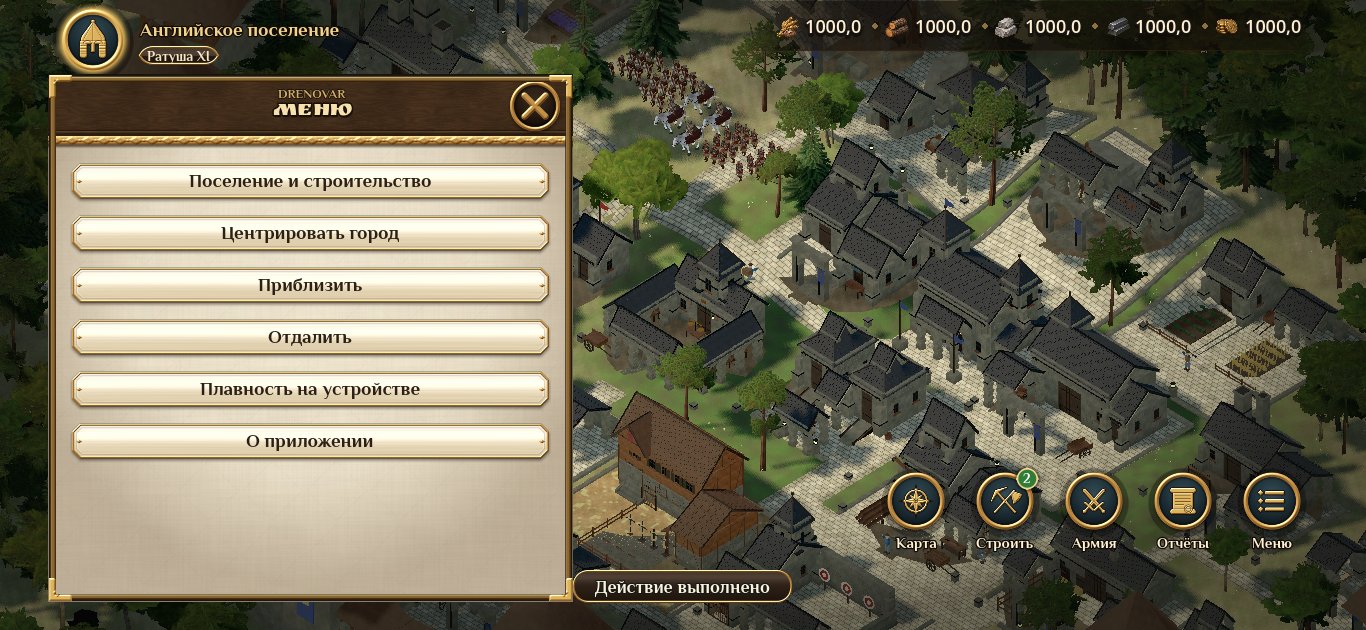 Английское поселение
Ратуша XI
1000,0
1000,0
1000,0
1000,0
1000,0
DRENOVAR
МЕНЮ
Поселение и строительство
Центрировать город
Приблизить
Отдалить
Плавность на устройстве
О приложении
2
Карта
Строить
Армия
Отчёты
Меню
Действие выполнено